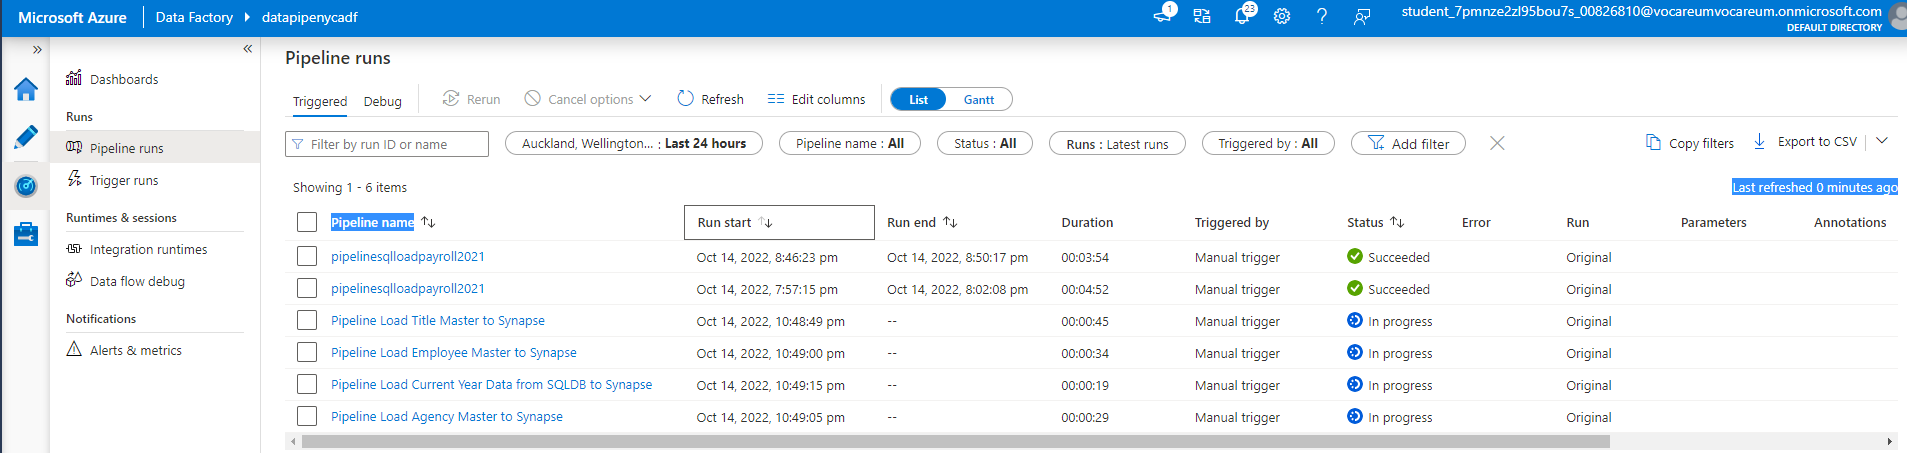 Microsoft Azure Data Factory datapipenycadf 1 23 student_7pmnze2zl95bou7s_00826810@vocareumvocareum.onmicrosoft.com
DEFAULT DIRECTORY
Pipeline runs
Dashboards
Runs
Pipeline runs
Trigger runs
Runtimes & sessions
Integration runtimes
Data flow debug
Notifications
Alerts & metrics
Triggered Debug Rerun Cancel options Refresh Edit columns List Gantt
Filter by run ID or name Auckland, Wellington... : Last 24 hours Pipeline name : All Status : All Runs : Latest runs Triggered by : All Add filter Copy filters Export to CSV
Showing 1 - 6 items Last refreshed 0 minutes ago
Pipeline name Run start Run end Duration Triggered by Status Error Run Parameters Annotations
pipelinesqlloadpayroll2021 Oct 14, 2022, 8:46:23 pm Oct 14, 2022, 8:50:17 pm 00:03:54 Manual trigger Succeeded Original
pipelinesqlloadpayroll2021 Oct 14, 2022, 7:57:15 pm Oct 14, 2022, 8:02:08 pm 00:04:52 Manual trigger Succeeded Original
Pipeline Load Title Master to Synapse Oct 14, 2022, 10:48:49 pm -- 00:00:45 Manual trigger In progress Original
Pipeline Load Employee Master to Synapse Oct 14, 2022, 10:49:00 pm -- 00:00:34 Manual trigger In progress Original
Pipeline Load Current Year Data from SQLDB to Synapse Oct 14, 2022, 10:49:15 pm -- 00:00:19 Manual trigger In progress Original
Pipeline Load Agency Master to Synapse Oct 14, 2022, 10:49:05 pm -- 00:00:29 Manual trigger In progress Original